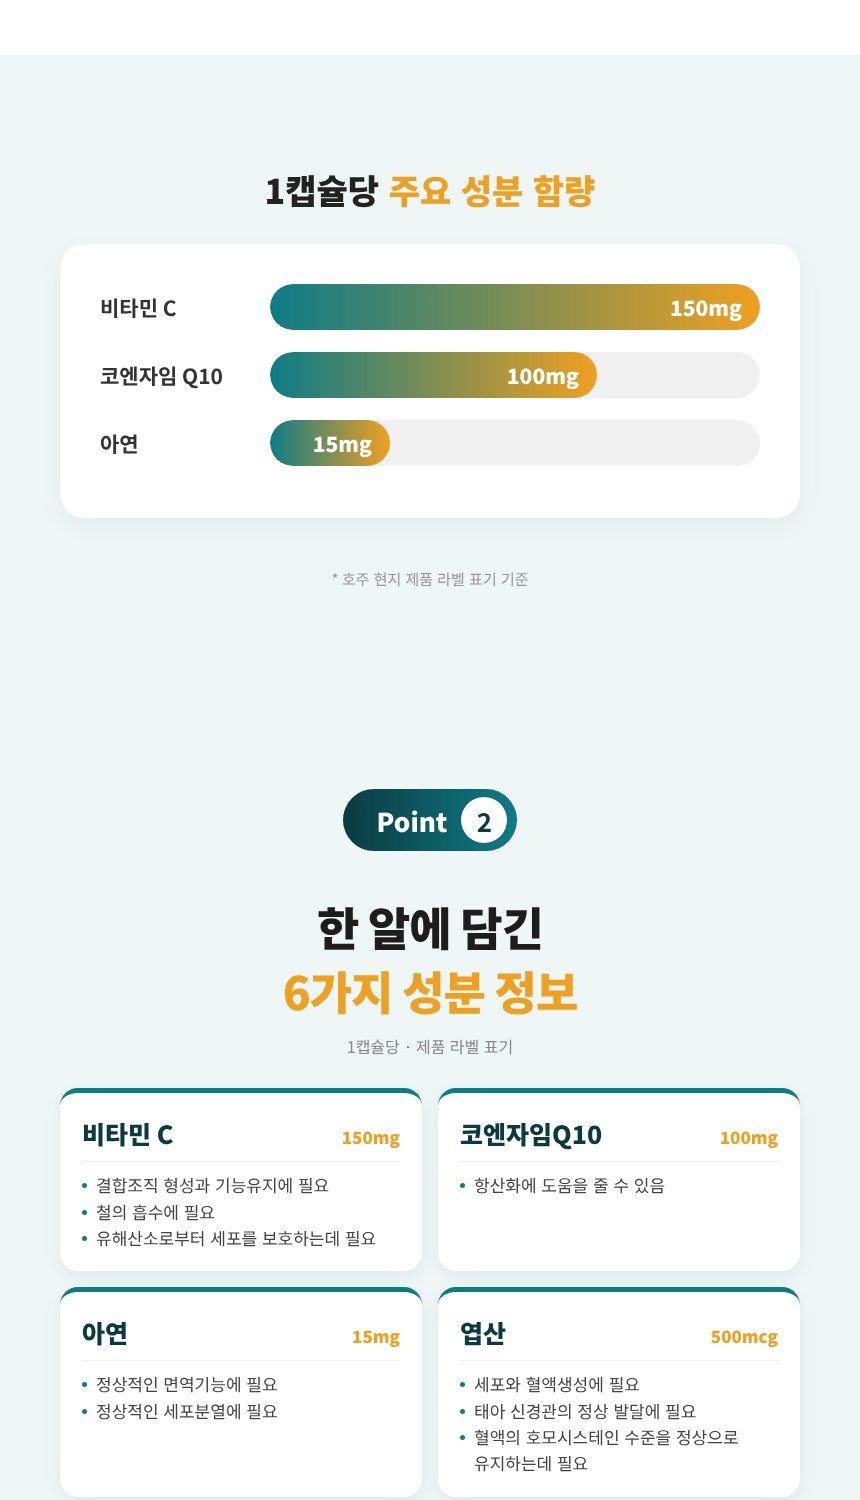 1캡슐당 주요 성분 함량
비타민 C 150mg
코엔자임 Q10 100mg
아연 15mg
* 호주 현지 제품 라벨 표기 기준
Point 2
한 알에 담긴
6가지 성분 정보
1캡슐당 · 제품 라벨 표기
비타민 C 150mg
• 결합조직 형성과 기능유지에 필요
• 철의 흡수에 필요
• 유해산소로부터 세포를 보호하는데 필요
코엔자임Q10 100mg
• 항산화에 도움을 줄 수 있음
아연 15mg
• 정상적인 면역기능에 필요
• 정상적인 세포분열에 필요
엽산 500mcg
• 세포와 혈액생성에 필요
• 태아 신경관의 정상 발달에 필요
• 혈액의 호모시스테인 수준을 정상으로
유지하는데 필요